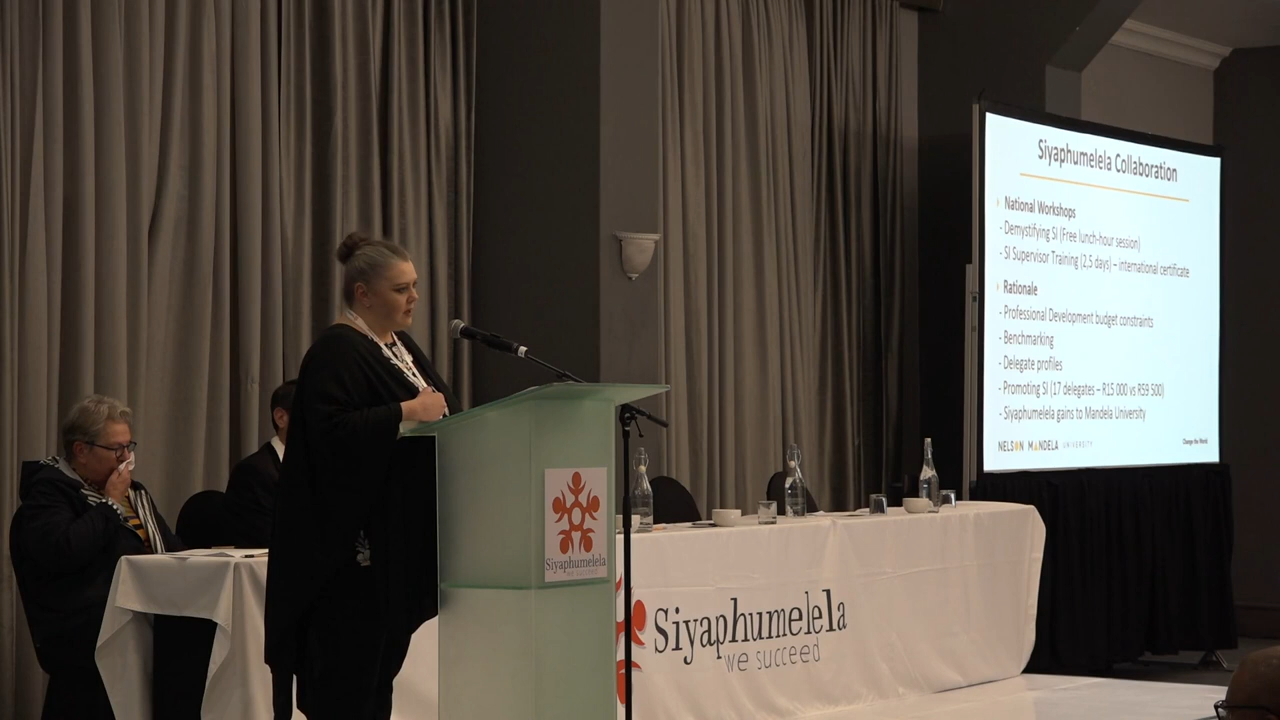 Siyaphumelela Collaboration
National Workshops
- Demystifying SI (Free lunch-hour session)
- SI Supervisor Training (2,5 days) – international certificate
Rationale
- Professional Development budget constraints
- Benchmarking
- Delegate profiles
- Promoting SI (17 delegates – R15 000 vs R59 500)
- Siyaphumelela gains to Mandela University
NELSON MANDELA UNIVERSITY
Change the World
Siyaphumelela
we succeed
Siyaphumelela
we succeed